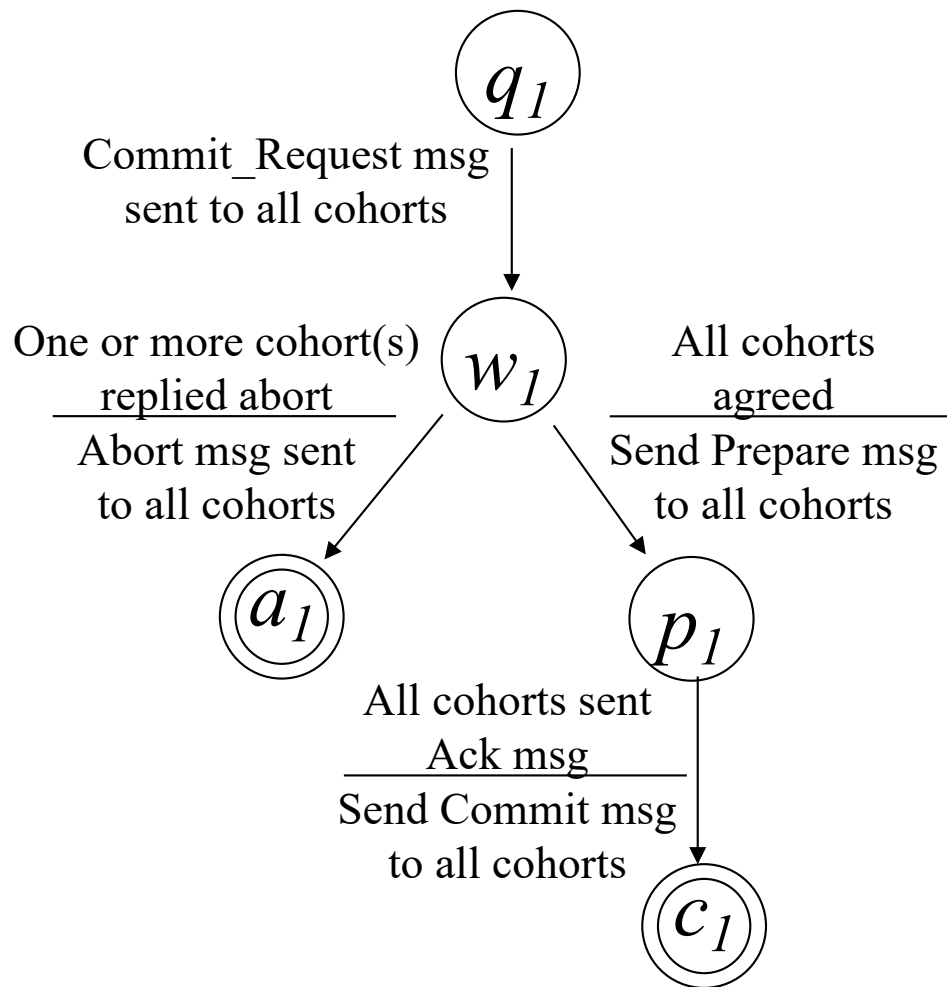 q1
Commit_Request msg
sent to all cohorts
One or more cohort(s)
replied abort
Abort msg sent
to all cohorts
w1
All cohorts
agreed
Send Prepare msg
to all cohorts
a1
p1
All cohorts sent
Ack msg
Send Commit msg
to all cohorts
c1